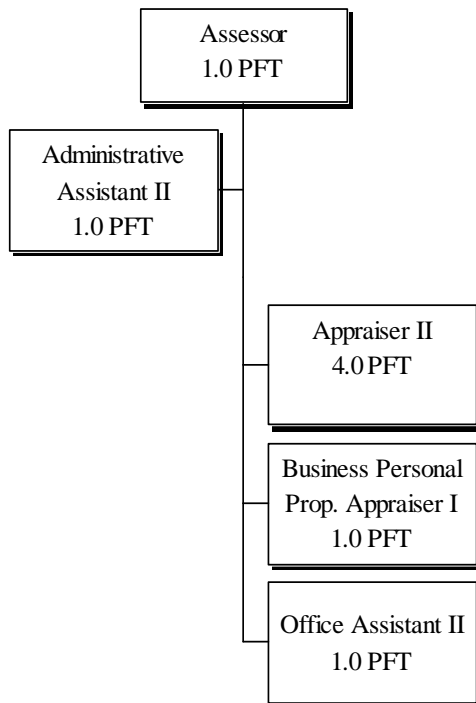 Assessor
1.0 PFT
Administrative
Assistant II
1.0 PFT
Appraiser II
4.0 PFT
Business Personal
Prop. Appraiser I
1.0 PFT
Office Assistant II
1.0 PFT